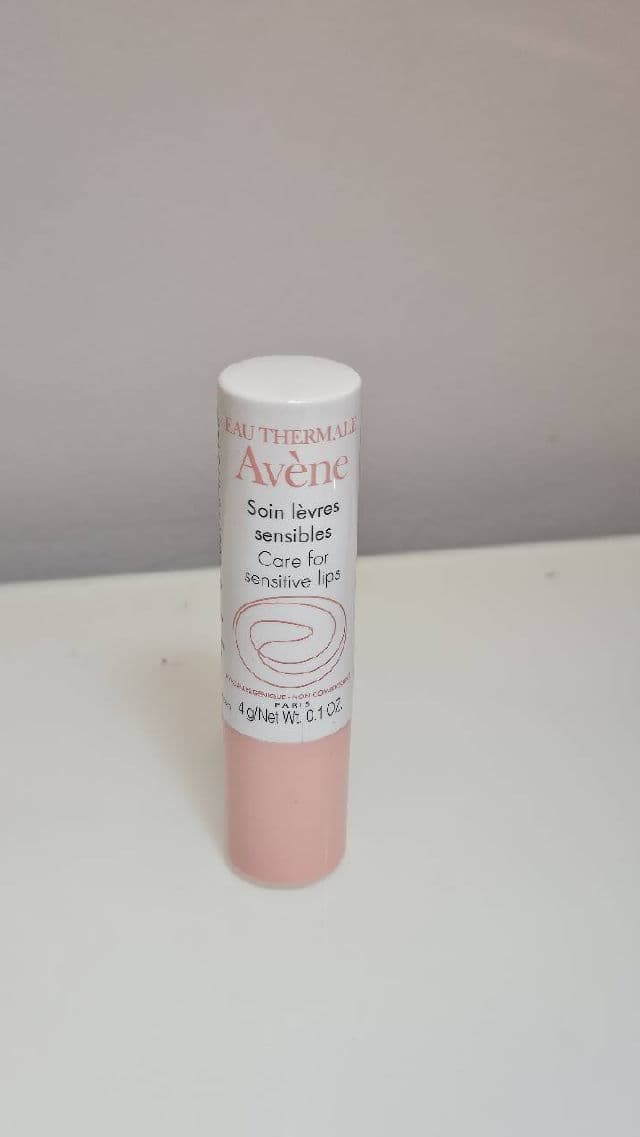 EAU THERMALE
Avène
Soin lèvres
sensibles
Care for
sensitive lips
PARIS
4 g/Net Wt. 0.1 OZ.